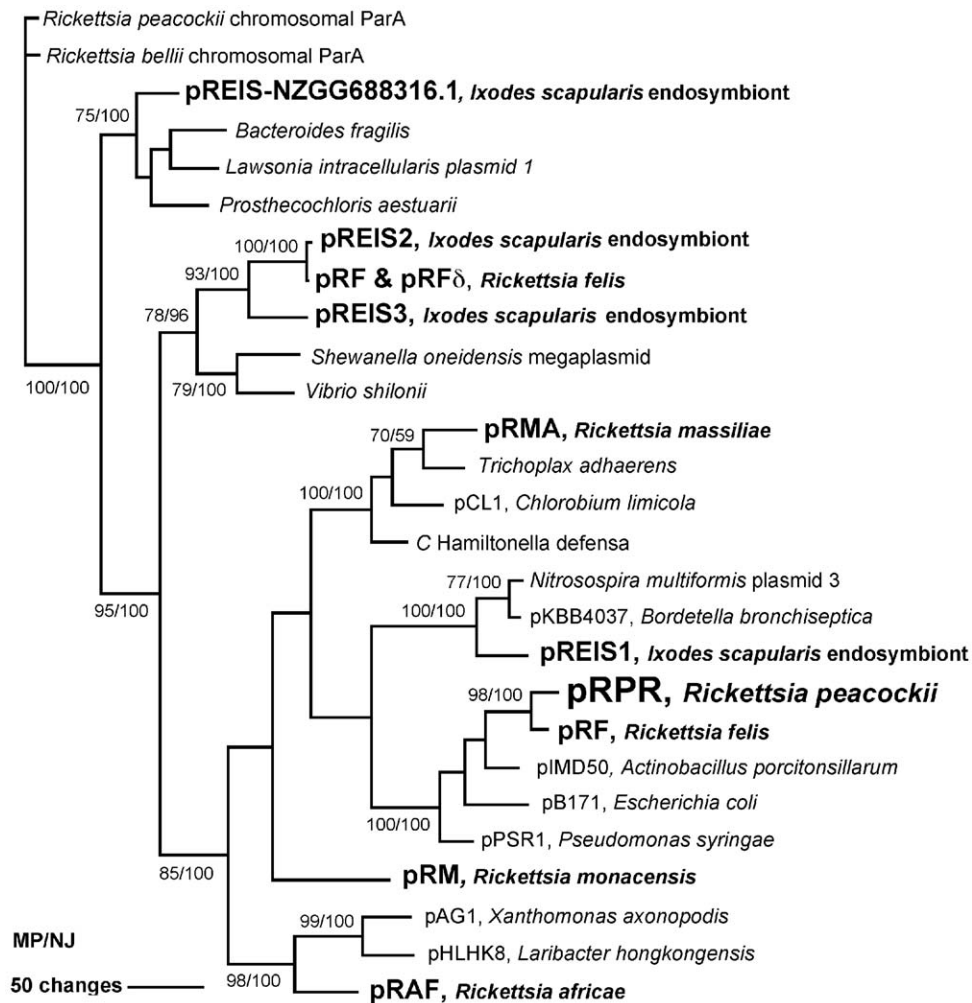 Rickettsia peacockii chromosomal ParA
Rickettsia bellii chromosomal ParA
pREIS-NZGG688316.1, Ixodes scapularis endosymbiont
75/100
Bacteroides fragilis
Lawsonia intracellularis plasmid 1
Prosthecochloris aestuarii
100/100
pREIS2, Ixodes scapularis endosymbiont
93/100
pRF & pRFδ, Rickettsia felis
78/96
pREIS3, Ixodes scapularis endosymbiont
Shewanella oneidensis megaplasmid
100/100
79/100
Vibrio shilonii
70/59
pRMA, Rickettsia massiliae
Trichoplax adhaerens
100/100
pCL1, Chlorobium limicola
C Hamiltonella defensa
77/100
Nitrosospira multiformis plasmid 3
95/100
100/100
pKBB4037, Bordetella bronchiseptica
pREIS1, Ixodes scapularis endosymbiont
98/100
pRPR, Rickettsia peacockii
pRF, Rickettsia felis
pIMD50, Actinobacillus porcitonsillarum
pB171, Escherichia coli
100/100
pPSR1, Pseudomonas syringae
85/100
pRM, Rickettsia monacensis
99/100
pAG1, Xanthomonas axonopodis
MP/NJ
pHLHK8, Laribacter hongkongensis
50 changes
98/100
pRAF, Rickettsia africae